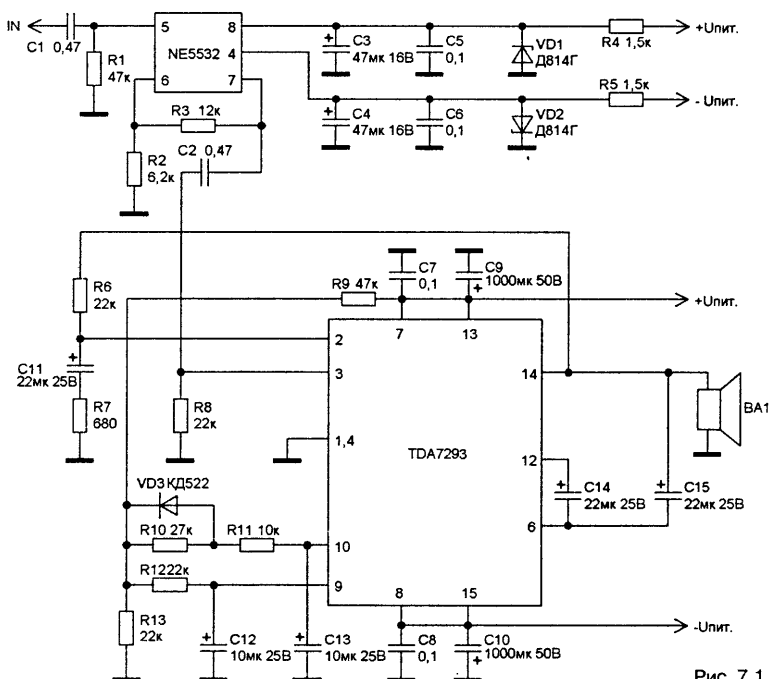 IN
C1 0,47
R1
47к
5
8
NE5532
4
6
7
+
C3
47мк 16В
C5
0,1
VD1
Д814Г
R4 1,5к
+Uпит.
+
C4
47мк 16В
C6
0,1
VD2
Д814Г
R5 1,5к
- Uпит.
R3 12к
C2 0,47
R2
6,2к
R6
22к
R9 47к
C7
0,1
C9
1000мк 50В
+
+Uпит.
7
13
2
+
C11
22мк 25В
3
14
R7
680
R8
22к
1,4
TDA7293
BA1
12
+
C14
22мк 25В
+
C15
22мк 25В
6
VD3 КД522
R10 27к
R11 10к
10
R12 22к
9
8
15
R13
22к
+
C12
10мк 25В
+
C13
10мк 25В
C8
0,1
C10
1000мк 50В
+
-Uпит.
Рис. 7.1